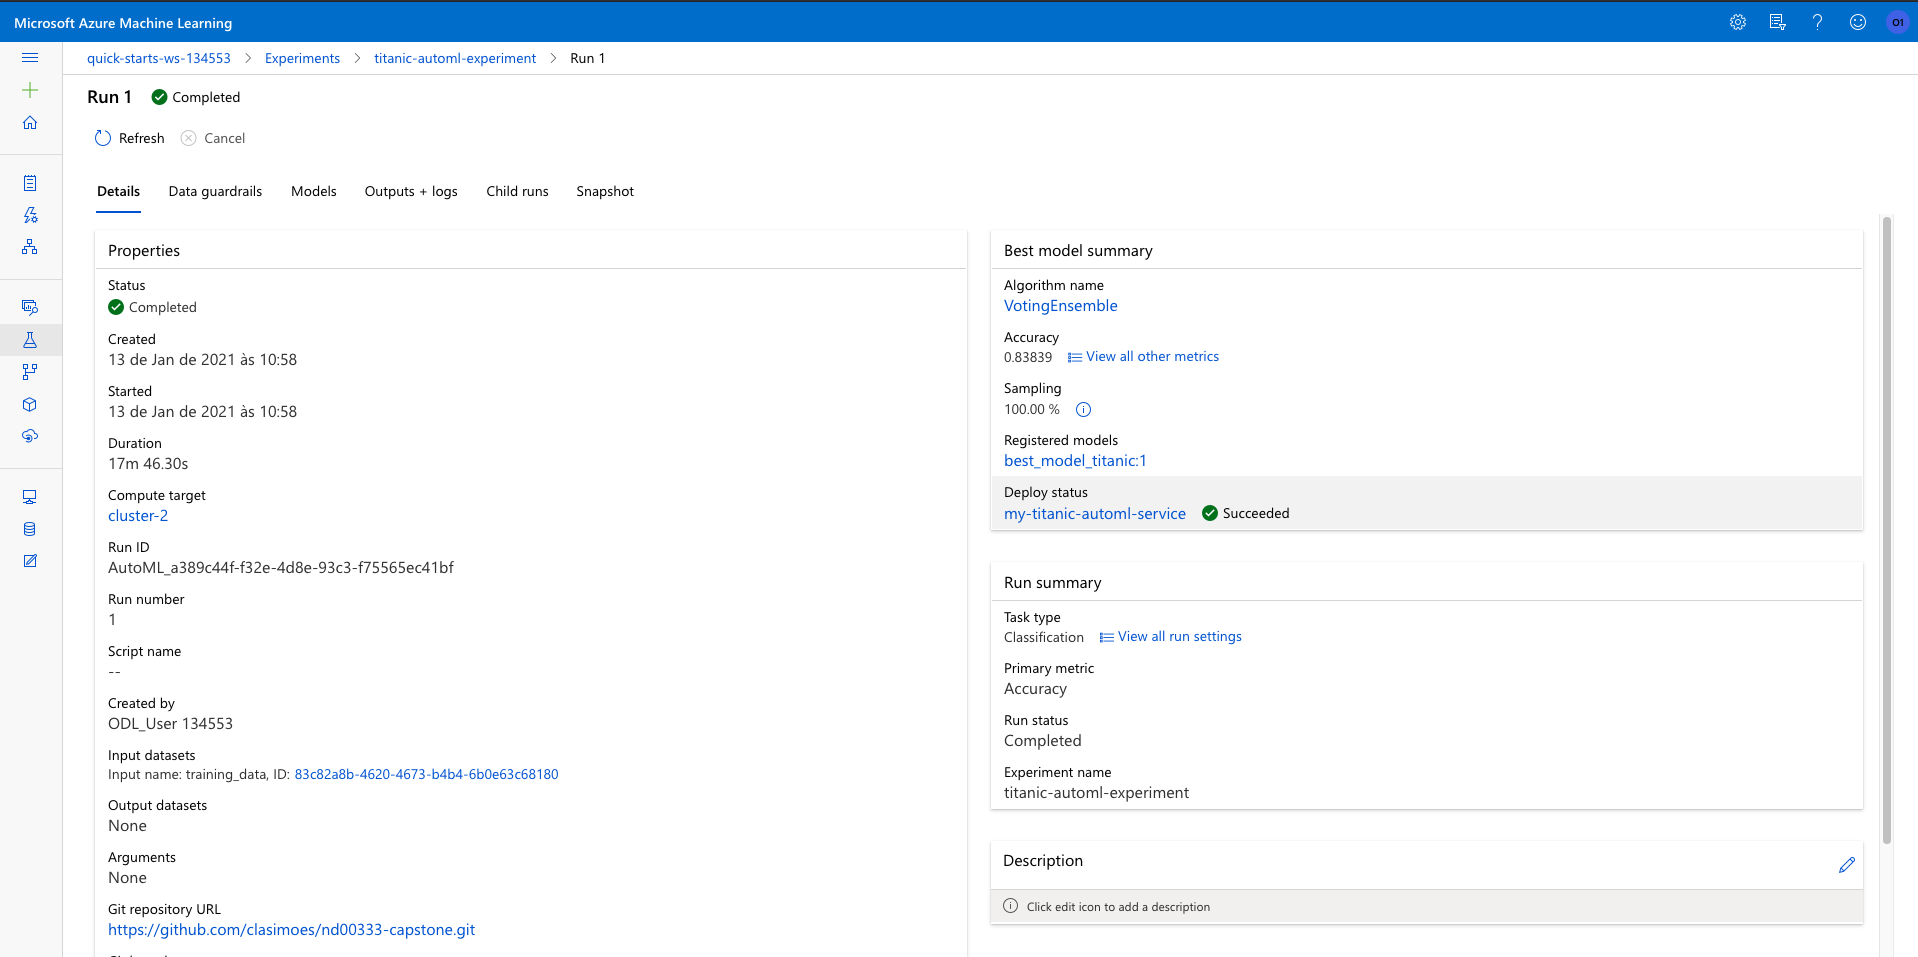 Microsoft Azure Machine Learning
O1
quick-starts-ws-134553 > Experiments > titanic-automl-experiment > Run 1
Run 1 Completed
Refresh Cancel
Details Data guardrails Models Outputs + logs Child runs Snapshot
Properties
Status
Completed
Created
13 de Jan de 2021 às 10:58
Started
13 de Jan de 2021 às 10:58
Duration
17m 46.30s
Compute target
cluster-2
Run ID
AutoML_a389c44f-f32e-4d8e-93c3-f75565ec41bf
Run number
1
Script name
--
Created by
ODL_User 134553
Input datasets
Input name: training_data, ID: 83c82a8b-4620-4673-b4b4-6b0e63c68180
Output datasets
None
Arguments
None
Git repository URL
https://github.com/clasimoes/nd00333-capstone.git
Best model summary
Algorithm name
VotingEnsemble
Accuracy
0.83839 View all other metrics
Sampling
100.00 %
Registered models
best_model_titanic:1
Deploy status
my-titanic-automl-service Succeeded
Run summary
Task type
Classification View all run settings
Primary metric
Accuracy
Run status
Completed
Experiment name
titanic-automl-experiment
Description
Click edit icon to add a description